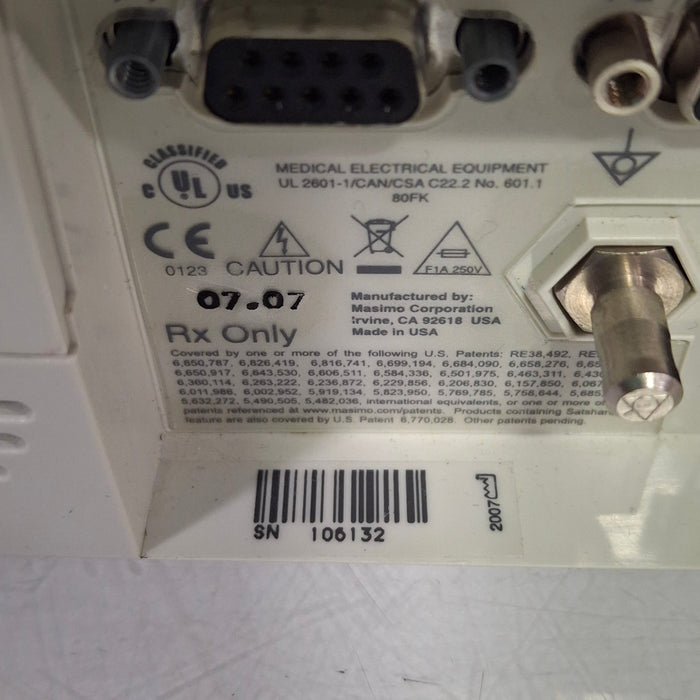 CLASSIFIED
C UL US
MEDICAL ELECTRICAL EQUIPMENT
UL 2601-1/CAN/CSA C22.2 No. 601.1
80FK
CE
0123
CAUTION
F1A 250V
07.07
Manufactured by:
Masimo Corporation
Irvine, CA 92618 USA
Made in USA
Rx Only
Covered by one or more of the following U.S. Patents: RE38,492,
6,850,787, 6,826,419, 6,816,741, 6,699,194, 6,684,090, 6,658,276,
6,650,917, 6,643,530, 6,606,511, 6,584,336, 6,501,975, 6,463,311,
6,360,114, 6,263,222, 6,236,872, 6,229,856, 6,206,830, 6,157,850,
6,011,986, 6,002,952, 5,919,134, 5,823,950, 5,769,785, 5,758,644,
5,632,272, 5,490,505, 5,482,036, international equivalents, or one or more of
patents referenced at www.masimo.com/patents. Products containing
feature are also covered by U.S. Patent 6,770,028. Other patents pending.
SN 106132
2007